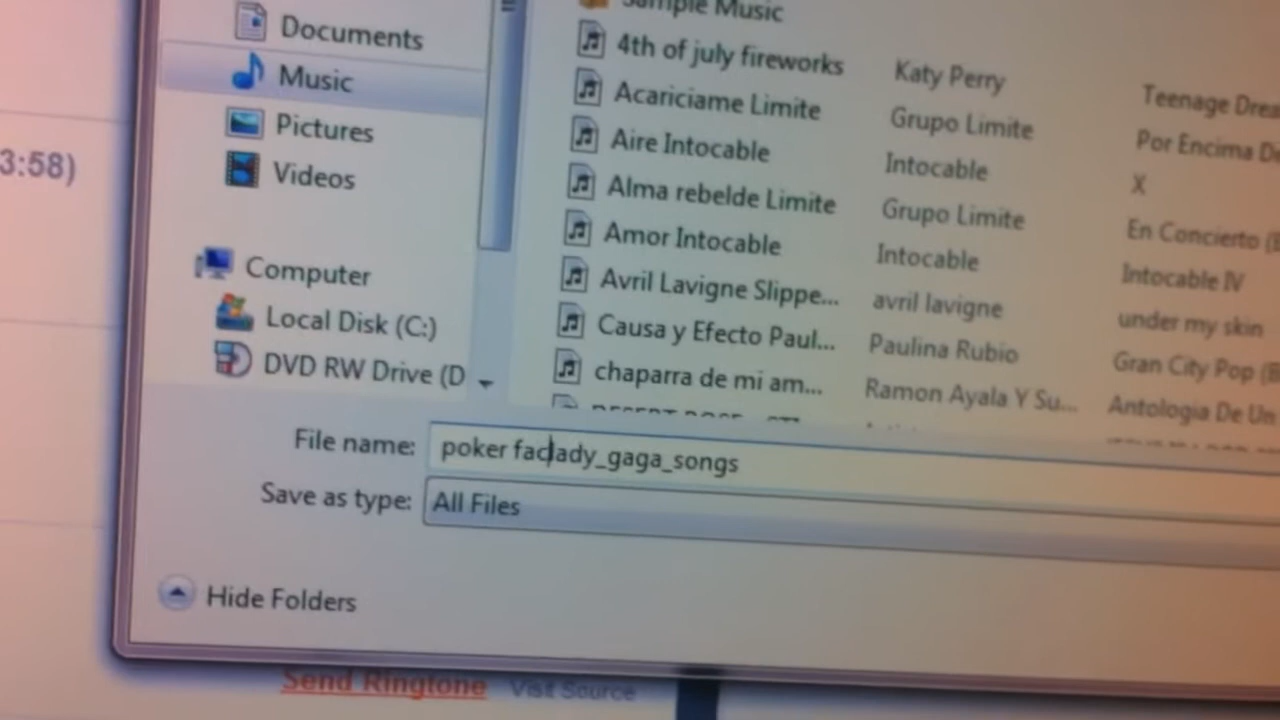 Documents
Music
Pictures
Videos
Computer
Local Disk (C:)
DVD RW Drive (D
3:58)
Sample Music
4th of july fireworks Katy Perry Teenage Drea
Acariciame Limite Grupo Limite Por Encima De
Aire Intocable Intocable X
Alma rebelde Limite Grupo Limite En Concierto (
Amor Intocable Intocable Intocable IV
Avril Lavigne Slippe... avril lavigne under my skin
Causa y Efecto Paul... Paulina Rubio Gran City Pop (
chaparra de mi am... Ramon Ayala Y Su... Antologia De Un
File name: poker faclady_gaga_songs
Save as type: All Files
Hide Folders
Send Ringtone Visit Source